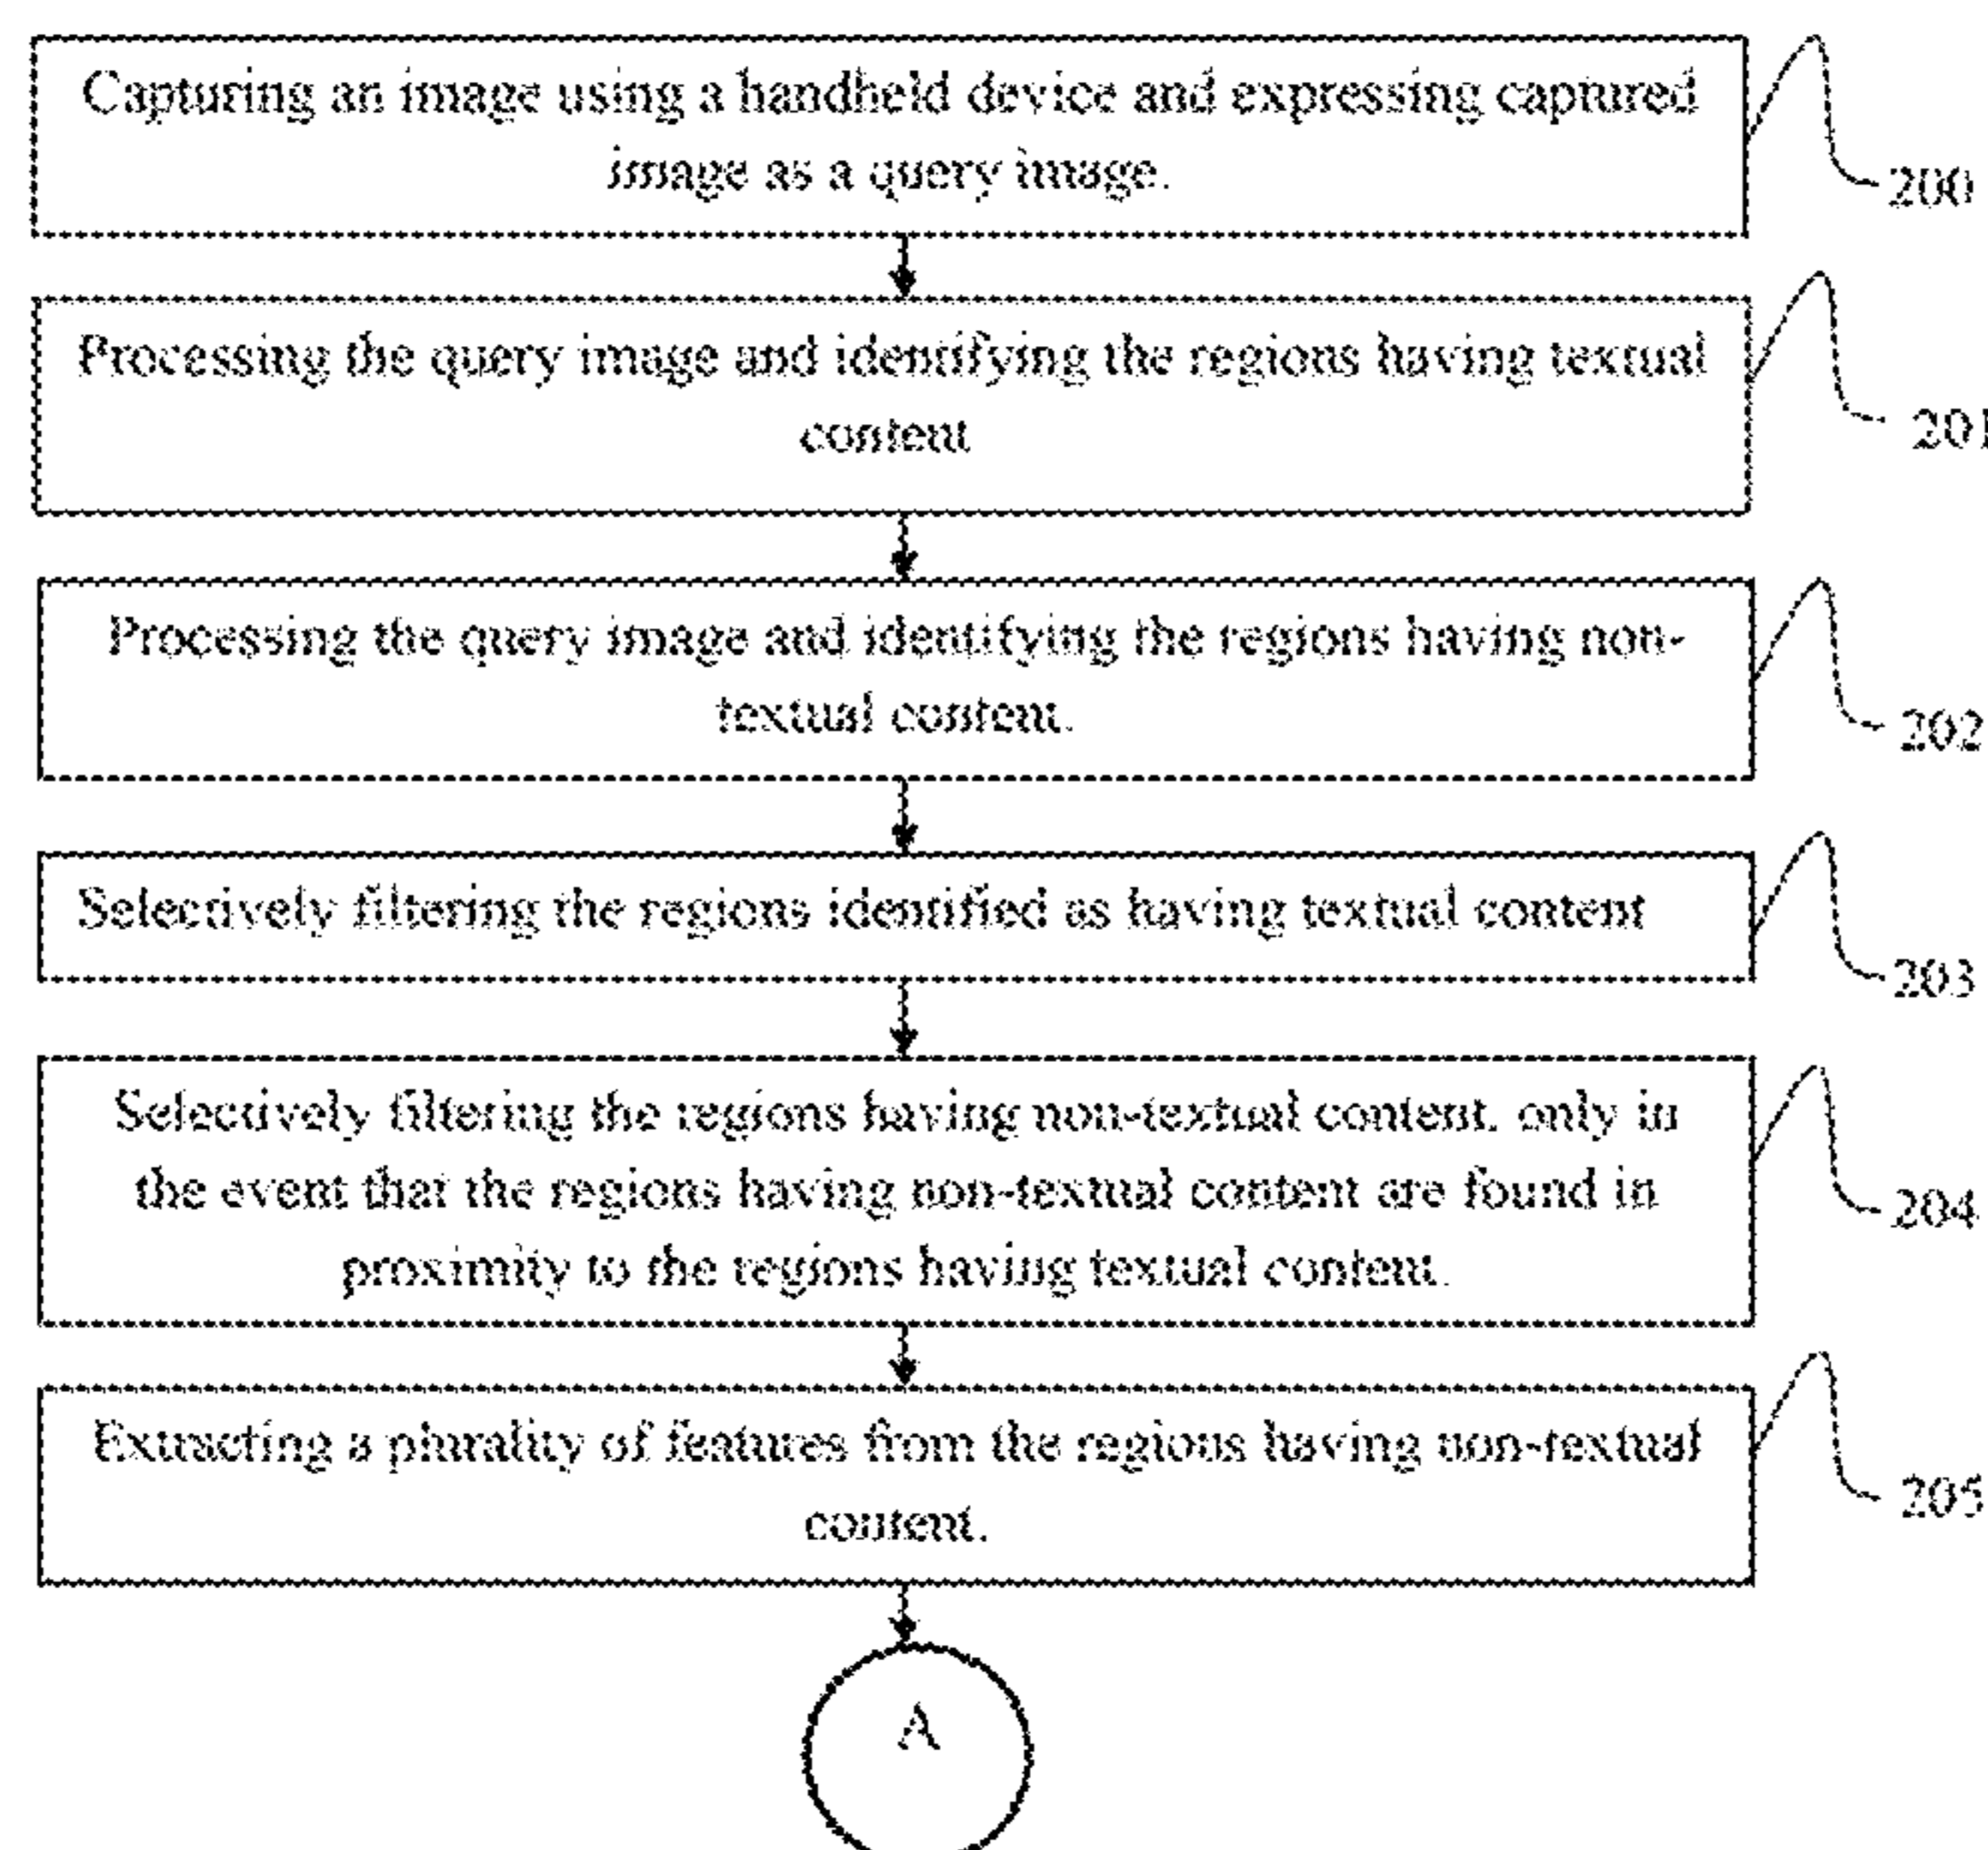 Capturing an image using a handheld device and expressing captured
image as a query image.
200
Processing the query image and identifying the regions having textual
content
201
Processing the query image and identifying the regions having non-
textual content.
202
Selectively filtering the regions identified as having textual content
203
Selectively filtering the regions having non-textual content, only in
the event that the regions having non-textual content are found in
proximity to the regions having textual content.
204
Extracting a plurality of features from the regions having non-textual
content.
205
A